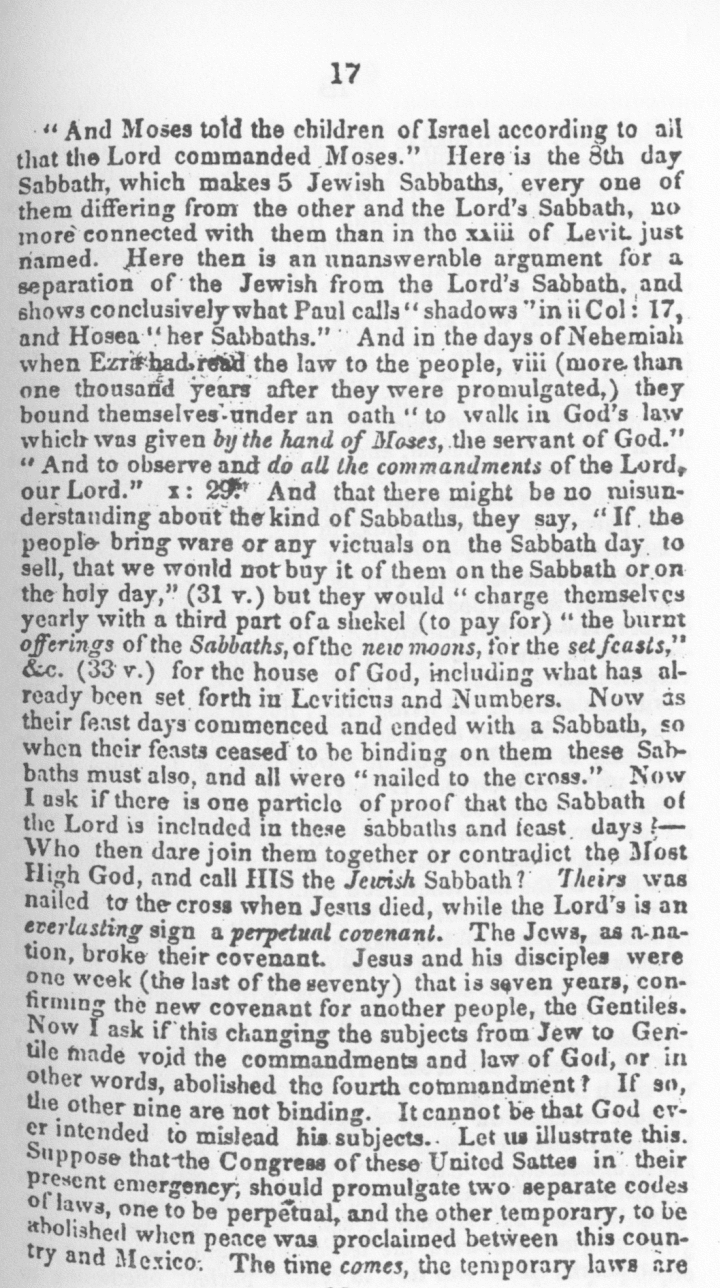 17
"And Moses told the children of Israel according to all
that the Lord commanded Moses." Here is the 8th day
Sabbath, which makes 5 Jewish Sabbaths, every one of
them differing from the other and the Lord's Sabbath, no
more connected with them than in the xxiii of Levit. just
named. Here then is an unanswerable argument for a
separation of the Jewish from the Lord's Sabbath, and
shows conclusively what Paul calls "shadows" in ii Col: 17,
and Hosea "her Sabbaths." And in the days of Nehemiah
when Ezra had read the law to the people, viii (more than
one thousand years after they were promulgated,) they
bound themselves under an oath "to walk in God's law
which was given by the hand of Moses, the servant of God."
"And to observe and do all the commandments of the Lord,
our Lord." x: 29. And that there might be no misun-
derstanding about the kind of Sabbaths, they say, "If the
people bring ware or any victuals on the Sabbath day to
sell, that we would not buy it of them on the Sabbath or on
the holy day," (31 v.) but they would "charge themselves
yearly with a third part of a shekel (to pay for) "the burnt
offerings of the Sabbaths, of the new moons, for the set feasts,"
&c. (33 v.) for the house of God, including what has al-
ready been set forth in Leviticus and Numbers. Now as
their feast days commenced and ended with a Sabbath, so
when their feasts ceased to be binding on them these Sab-
baths must also, and all were "nailed to the cross." Now
I ask if there is one particle of proof that the Sabbath of
the Lord is included in these sabbaths and feast days?—
Who then dare join them together or contradict the Most
High God, and call HIS the Jewish Sabbath? Theirs was
nailed to the cross when Jesus died, while the Lord's is an
everlasting sign a perpetual covenant. The Jews, as a na-
tion, broke their covenant. Jesus and his disciples were
one week (the last of the seventy) that is seven years, con-
firming the new covenant for another people, the Gentiles.
Now I ask if this changing the subjects from Jew to Gen-
tile made void the commandments and law of God, or in
other words, abolished the fourth commandment? If so,
the other nine are not binding. It cannot be that God ev-
er intended to mislead his subjects. Let us illustrate this.
Suppose that the Congress of these United Sattes in their
present emergency, should promulgate two separate codes
of laws, one to be perpetual, and the other temporary, to be
abolished when peace was proclaimed between this coun-
try and Mexico. The time comes, the temporary laws are